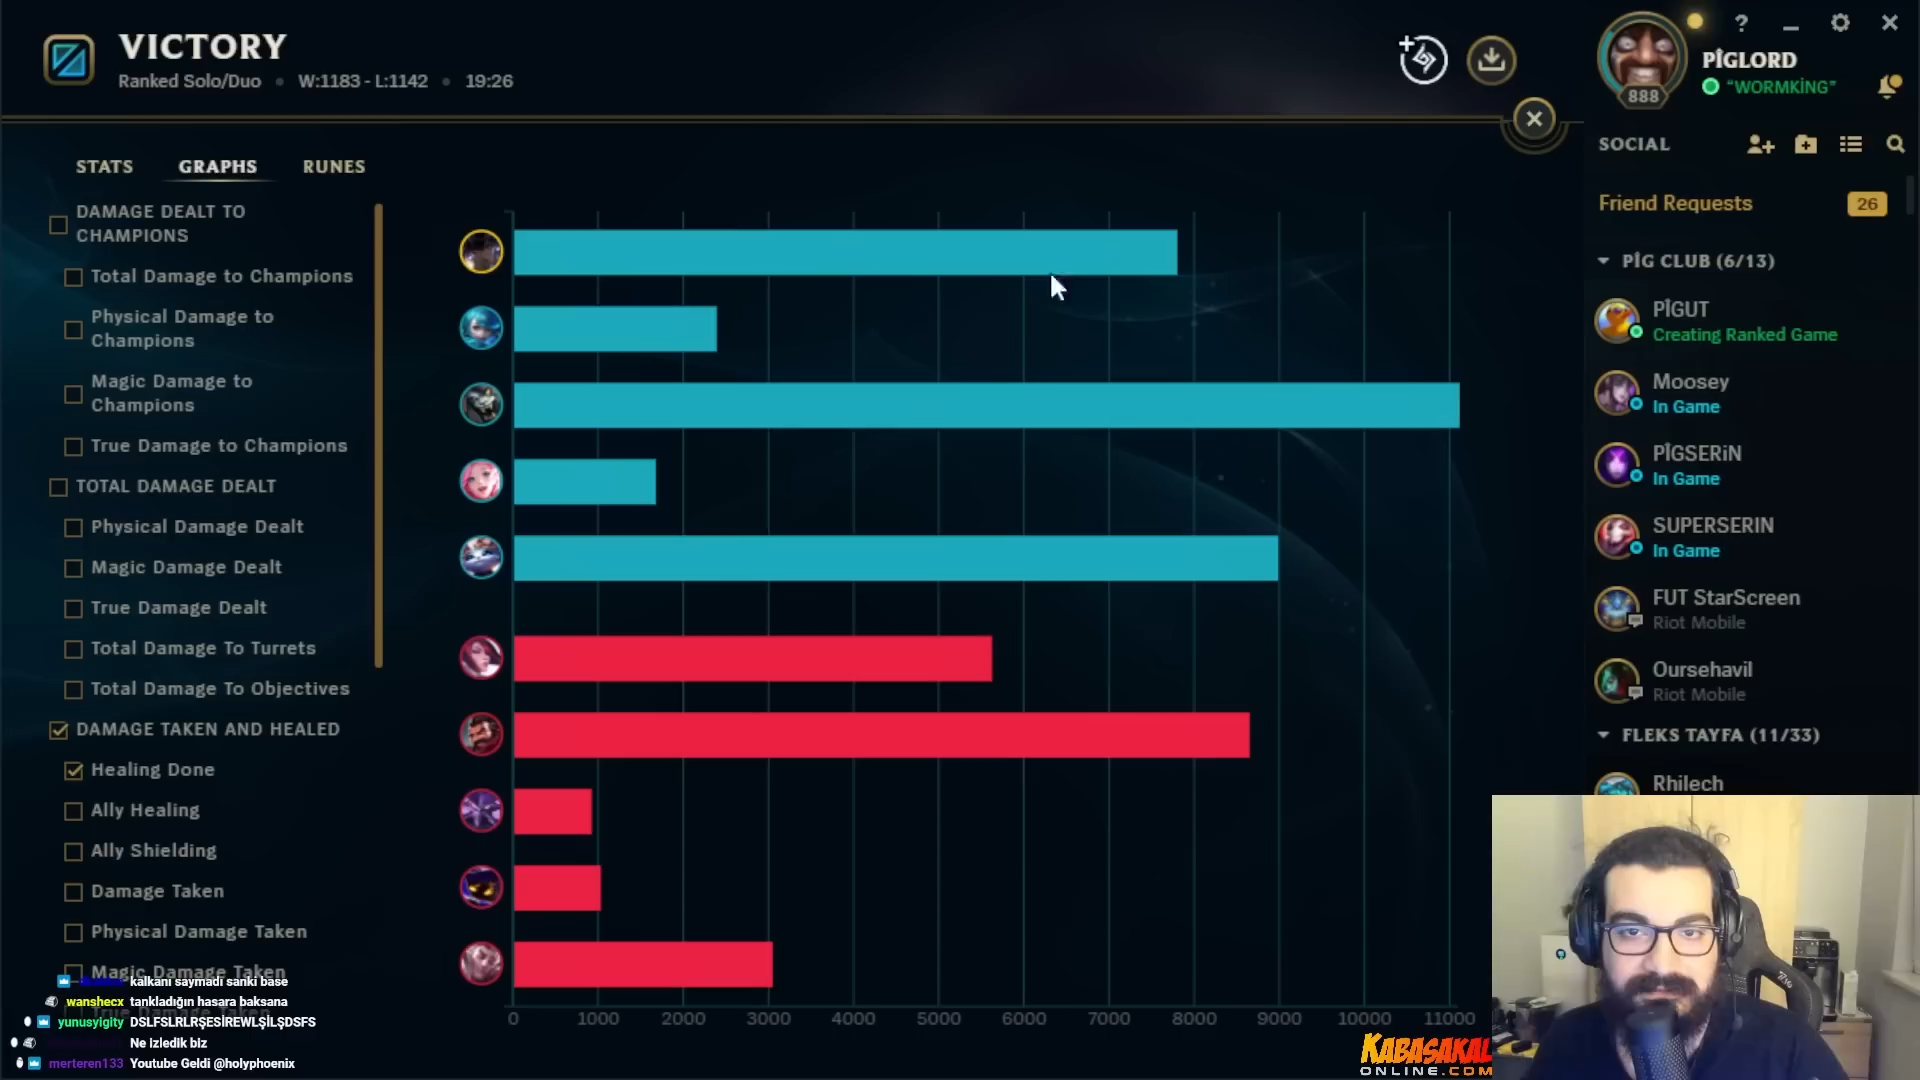 VICTORY
Ranked Solo/Duo • W:1183 - L:1142 • 19:26
?
888
PİGLORD
"WORMKİNG"
STATS
GRAPHS
RUNES
SOCIAL
Friend Requests
26
DAMAGE DEALT TO
CHAMPIONS
Total Damage to Champions
Physical Damage to
Champions
Magic Damage to
Champions
True Damage to Champions
TOTAL DAMAGE DEALT
Physical Damage Dealt
Magic Damage Dealt
True Damage Dealt
Total Damage To Turrets
Total Damage To Objectives
DAMAGE TAKEN AND HEALED
Healing Done
Ally Healing
Ally Shielding
Damage Taken
Physical Damage Taken
Magic Damage Taken
True Damage Taken
0 1000 2000 3000 4000 5000 6000 7000 8000 9000 10000 11000
PİG CLUB (6/13)
PİGUT
Creating Ranked Game
Moosey
In Game
PİGSERiN
In Game
SUPERSERIN
In Game
FUT StarScreen
Riot Mobile
Oursehavil
Riot Mobile
FLEKS TAYFA (11/33)
Rhilech
kalkanı saymadı sanki base
wanshecx tankladığın hasara baksana
yunusyigity DSLFSLRLRŞESİREWLŞİLŞDSFS
Ne izledik biz
merteren133 Youtube Geldi @holyphoenix
KABASAKAL
ONLINE.COM